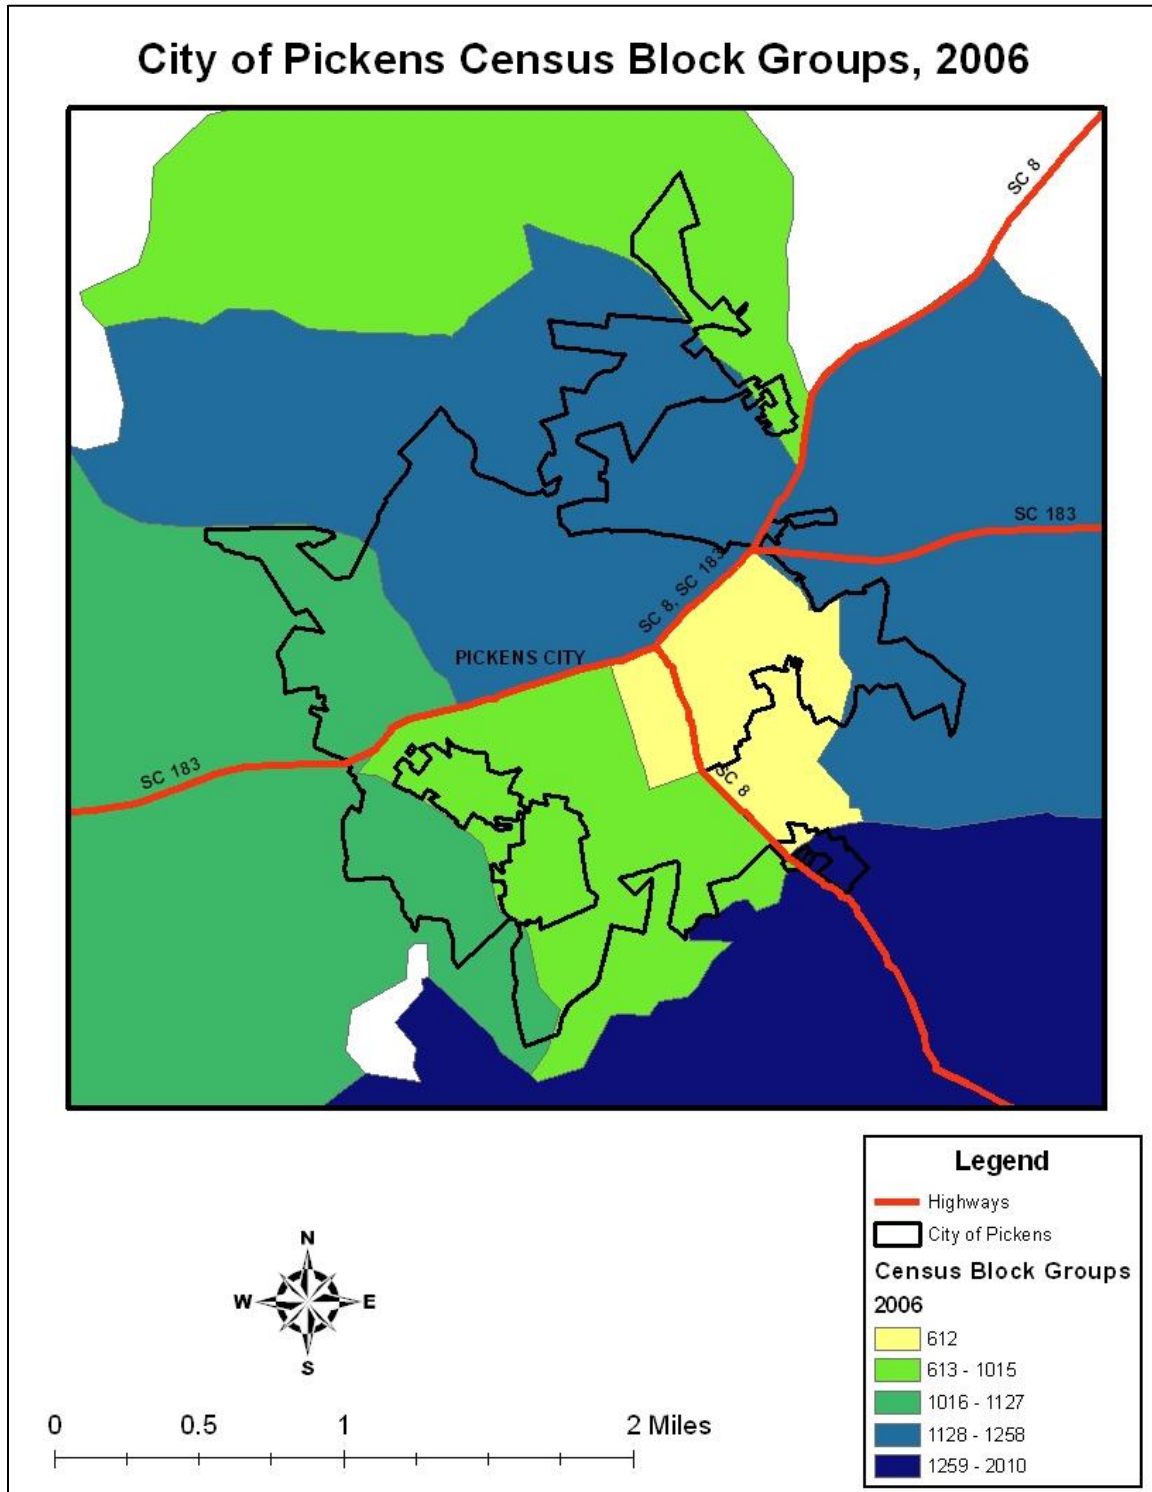 City of Pickens Census Block Groups, 2006
SC 8
SC 183
SC 8, SC 183
PICKENS CITY
SC 183
SC 8
Legend
Highways
City of Pickens
Census Block Groups
2006
612
613 - 1015
1016 - 1127
1128 - 1258
1259 - 2010
N
W E
S
0 0.5 1 2 Miles